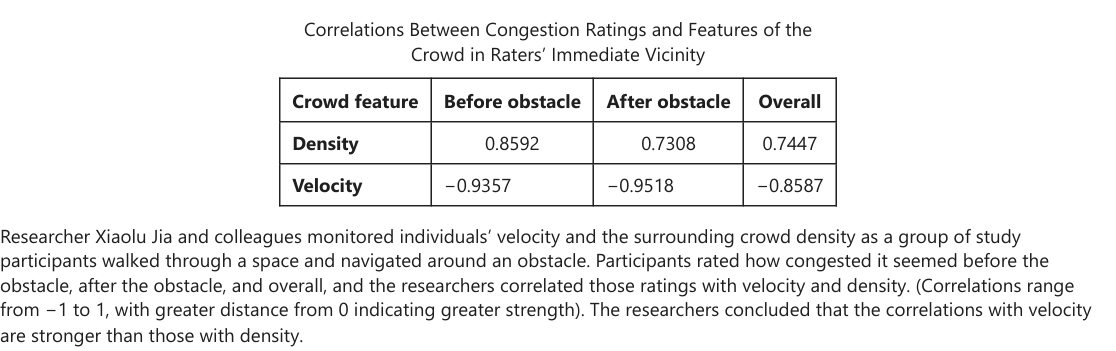 Correlations Between Congestion Ratings and Features of the
Crowd in Raters’ Immediate Vicinity
Crowd feature Before obstacle After obstacle Overall
Density 0.8592 0.7308 0.7447
Velocity −0.9357 −0.9518 −0.8587
Researcher Xiaolu Jia and colleagues monitored individuals’ velocity and the surrounding crowd density as a group of study
participants walked through a space and navigated around an obstacle. Participants rated how congested it seemed before the
obstacle, after the obstacle, and overall, and the researchers correlated those ratings with velocity and density. (Correlations range
from −1 to 1, with greater distance from 0 indicating greater strength). The researchers concluded that the correlations with velocity
are stronger than those with density.